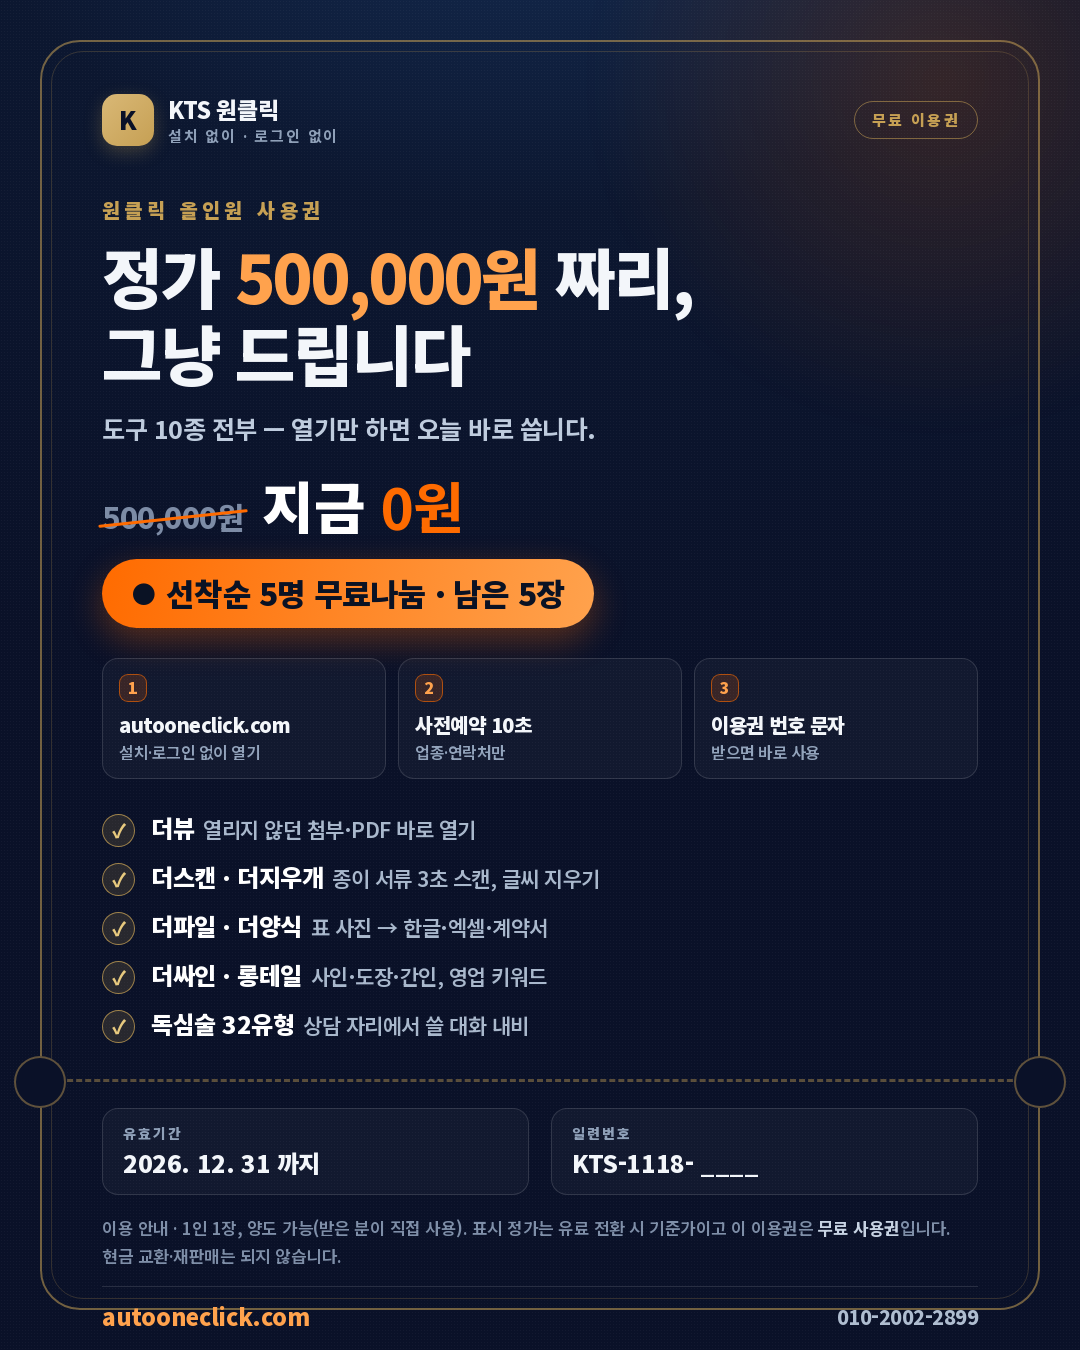 K
KTS 원클릭
설치 없이 · 로그인 없이
무료 이용권
원클릭 올인원 사용권
정가 500,000원 짜리,
그냥 드립니다
도구 10종 전부 — 열기만 하면 오늘 바로 씁니다.
500,000원 지금 0원
● 선착순 5명 무료나눔 · 남은 5장
1
autooneclick.com
설치·로그인 없이 열기
2
사전예약 10초
업종·연락처만
3
이용권 번호 문자
받으면 바로 사용
✓ 더뷰 열리지 않던 첨부·PDF 바로 열기
✓ 더스캔 · 더지우개 종이 서류 3초 스캔, 글씨 지우기
✓ 더파일 · 더양식 표 사진 → 한글·엑셀·계약서
✓ 더싸인 · 롱테일 사인·도장·간인, 영업 키워드
✓ 독심술 32유형 상담 자리에서 쓸 대화 내비
유효기간
2026. 12. 31 까지
일련번호
KTS-1118- ____
이용 안내 · 1인 1장, 양도 가능(받은 분이 직접 사용). 표시 정가는 유료 전환 시 기준가이고 이 이용권은 무료 사용권입니다.
현금 교환·재판매는 되지 않습니다.
autooneclick.com
010-2002-2899